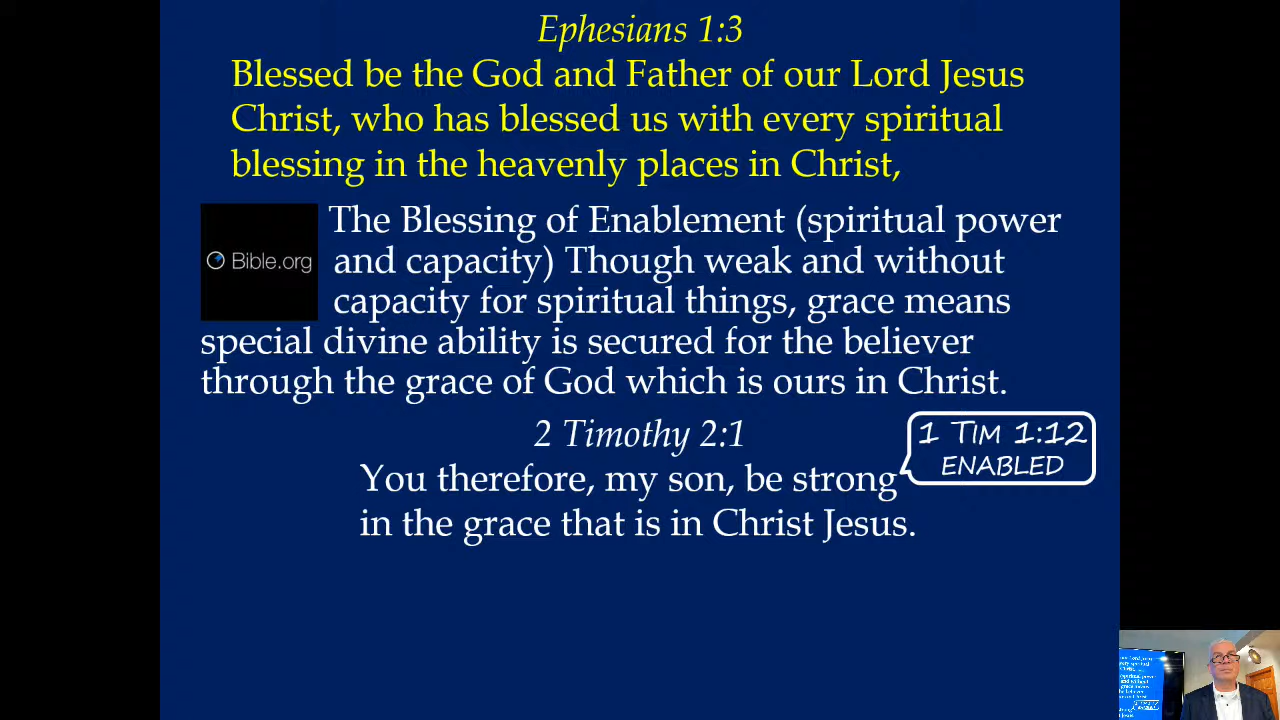 Ephesians 1:3
Blessed be the God and Father of our Lord Jesus
Christ, who has blessed us with every spiritual
blessing in the heavenly places in Christ,
Bible.org
The Blessing of Enablement (spiritual power
and capacity) Though weak and without
capacity for spiritual things, grace means
special divine ability is secured for the believer
through the grace of God which is ours in Christ.
2 Timothy 2:1
1 TIM 1:12
ENABLED
You therefore, my son, be strong
in the grace that is in Christ Jesus.